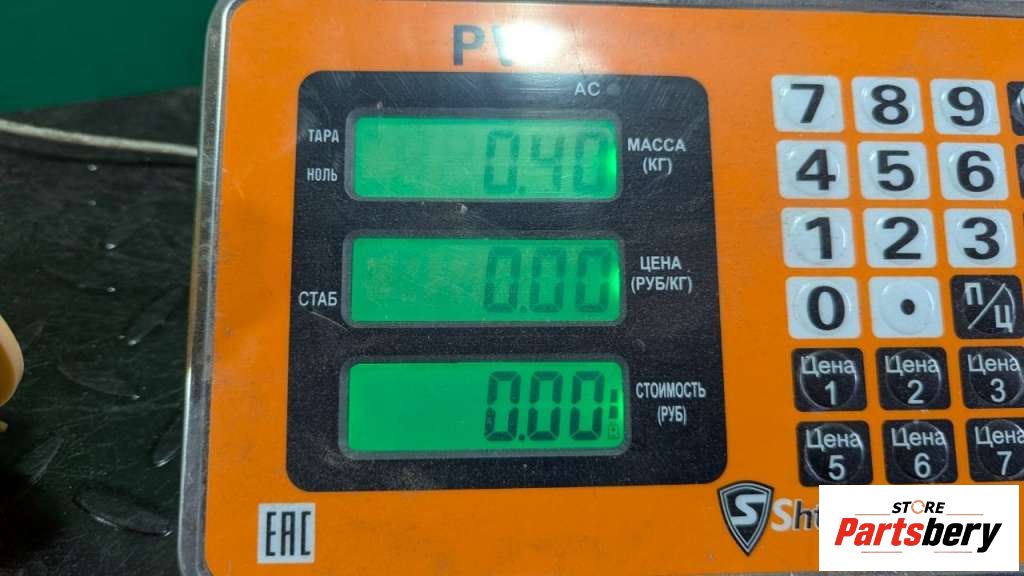 AC
ТАРА
НОЛЬ
0.40
МАССА
(КГ)
СТАБ
0.00
ЦЕНА
(РУБ/КГ)
0.00
СТОИМОСТЬ
(РУБ)
7 8 9
4 5 6
1 2 3
0 . П/Ц
Цена 1 Цена 2 Цена 3
Цена 5 Цена 6 Цена 7
EAC
S
STORE
Partsbery